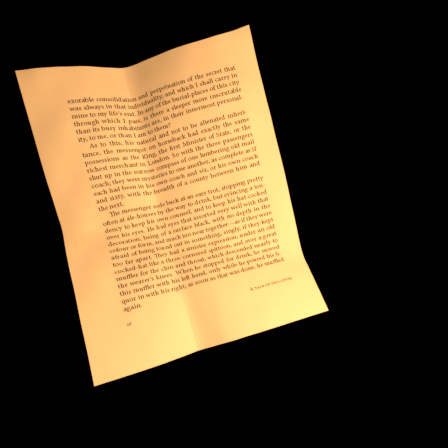 exorable consolidation and perpetuation of the secret that
was always in that individuality, and which I shall carry in
mine to my life's end. In any of the burial-places of this city
through which I pass, is there a sleeper more inscrutable
than its busy inhabitants are, in their innermost personal-
ity, to me, or than I am to them?
As to this, his natural and not to be alienated inheri-
tance, the messenger on horseback had exactly the same
possessions as the King, the first Minister of State, or the
richest merchant in London. So with the three passengers
shut up in the narrow compass of one lumbering old mail
coach; they were mysteries to one another, as complete as if
each had been in his own coach and six, or his own coach
and sixty, with the breadth of a county between him and
the next.
The messenger rode back at an easy trot, stopping pretty
often at ale-houses by the way to drink, but evincing a ten-
dency to keep his own counsel, and to keep his hat cocked
over his eyes. He had eyes that assorted very well with that
decoration, being of a surface black, with no depth in the
colour or form, and much too near together—as if they were
afraid of being found out in something, singly, if they kept
too far apart. They had a sinister expression, under an old
cocked-hat like a three-cornered spittoon, and over a great
muffler for the chin and throat, which descended nearly to
the wearer's knees. When he stopped for drink, he moved
this muffler with his left hand, only while he poured his li-
quor in with his right; as soon as that was done, he muffled
again.
A TALE OF TWO CITIES